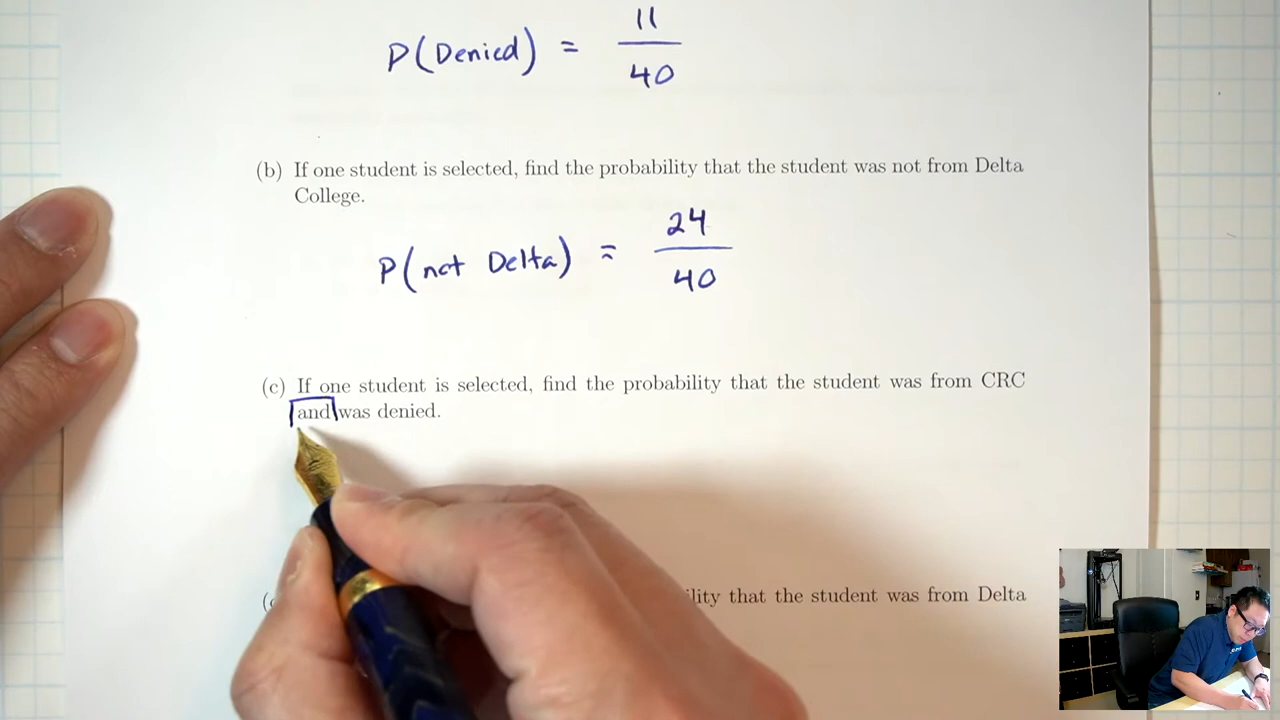 P(Denied) = 11/40
(b) If one student is selected, find the probability that the student was not from Delta
College.
P(not Delta) = 24/40
(c) If one student is selected, find the probability that the student was from CRC
and was denied.
that the student was from Delta